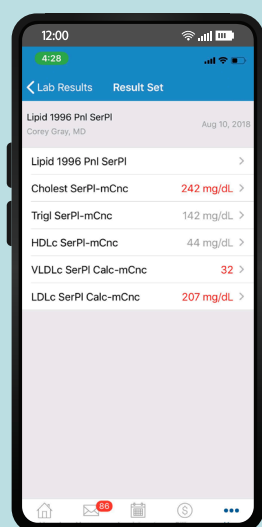 12:00
4:28
Lab Results Result Set
Lipid 1996 Pnl SerPl
Corey Gray, MD Aug 10, 2018
Lipid 1996 Pnl SerPl
Cholest SerPl-mCnc 242 mg/dL
Trigl SerPl-mCnc 142 mg/dL
HDLc SerPl-mCnc 44 mg/dL
VLDLc SerPl Calc-mCnc 32
LDLc SerPl Calc-mCnc 207 mg/dL
86